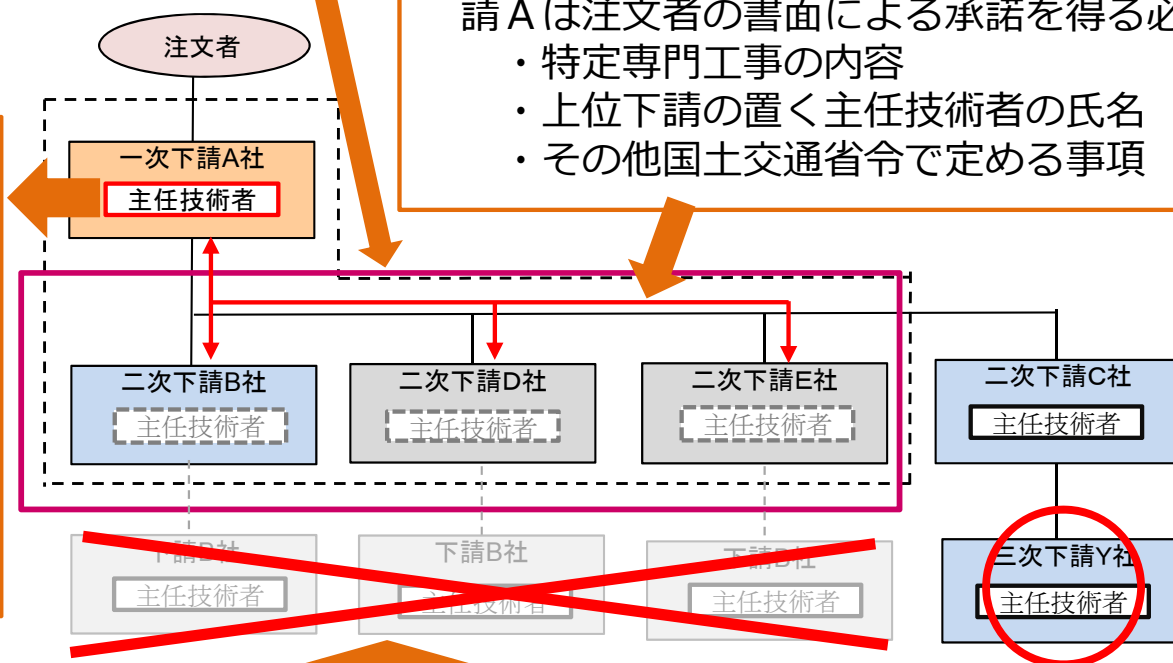 請Ａは注文者の書面による承諾を得る必
・特定専門工事の内容
・上位下請の置く主任技術者の氏名
・その他国土交通省令で定める事項
注文者
一次下請A社
主任技術者
二次下請B社
主任技術者
二次下請D社
主任技術者
二次下請E社
主任技術者
二次下請C社
主任技術者
下請B社
主任技術者
下請B社
主任技術者
主任技術者
三次下請Y社
主任技術者